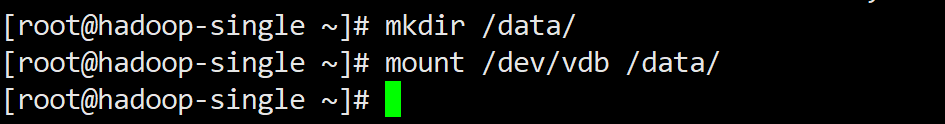 [root@hadoop-single ~]# mkdir /data/
[root@hadoop-single ~]# mount /dev/vdb /data/
[root@hadoop-single ~]#